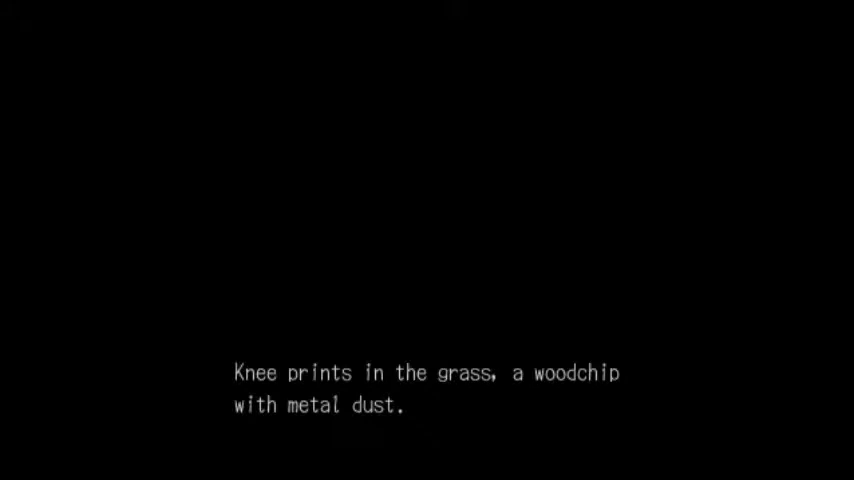 Knee prints in the grass, a woodchip
with metal dust.